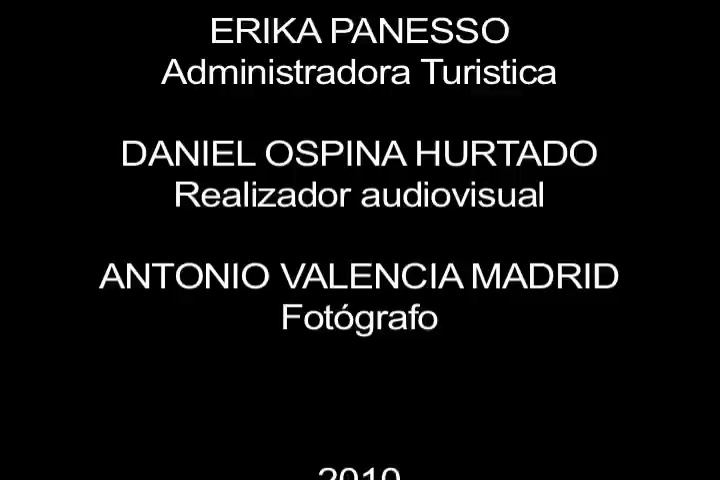 ERIKA PANESSO
Administradora Turistica
DANIEL OSPINA HURTADO
Realizador audiovisual
ANTONIO VALENCIA MADRID
Fotógrafo
2010